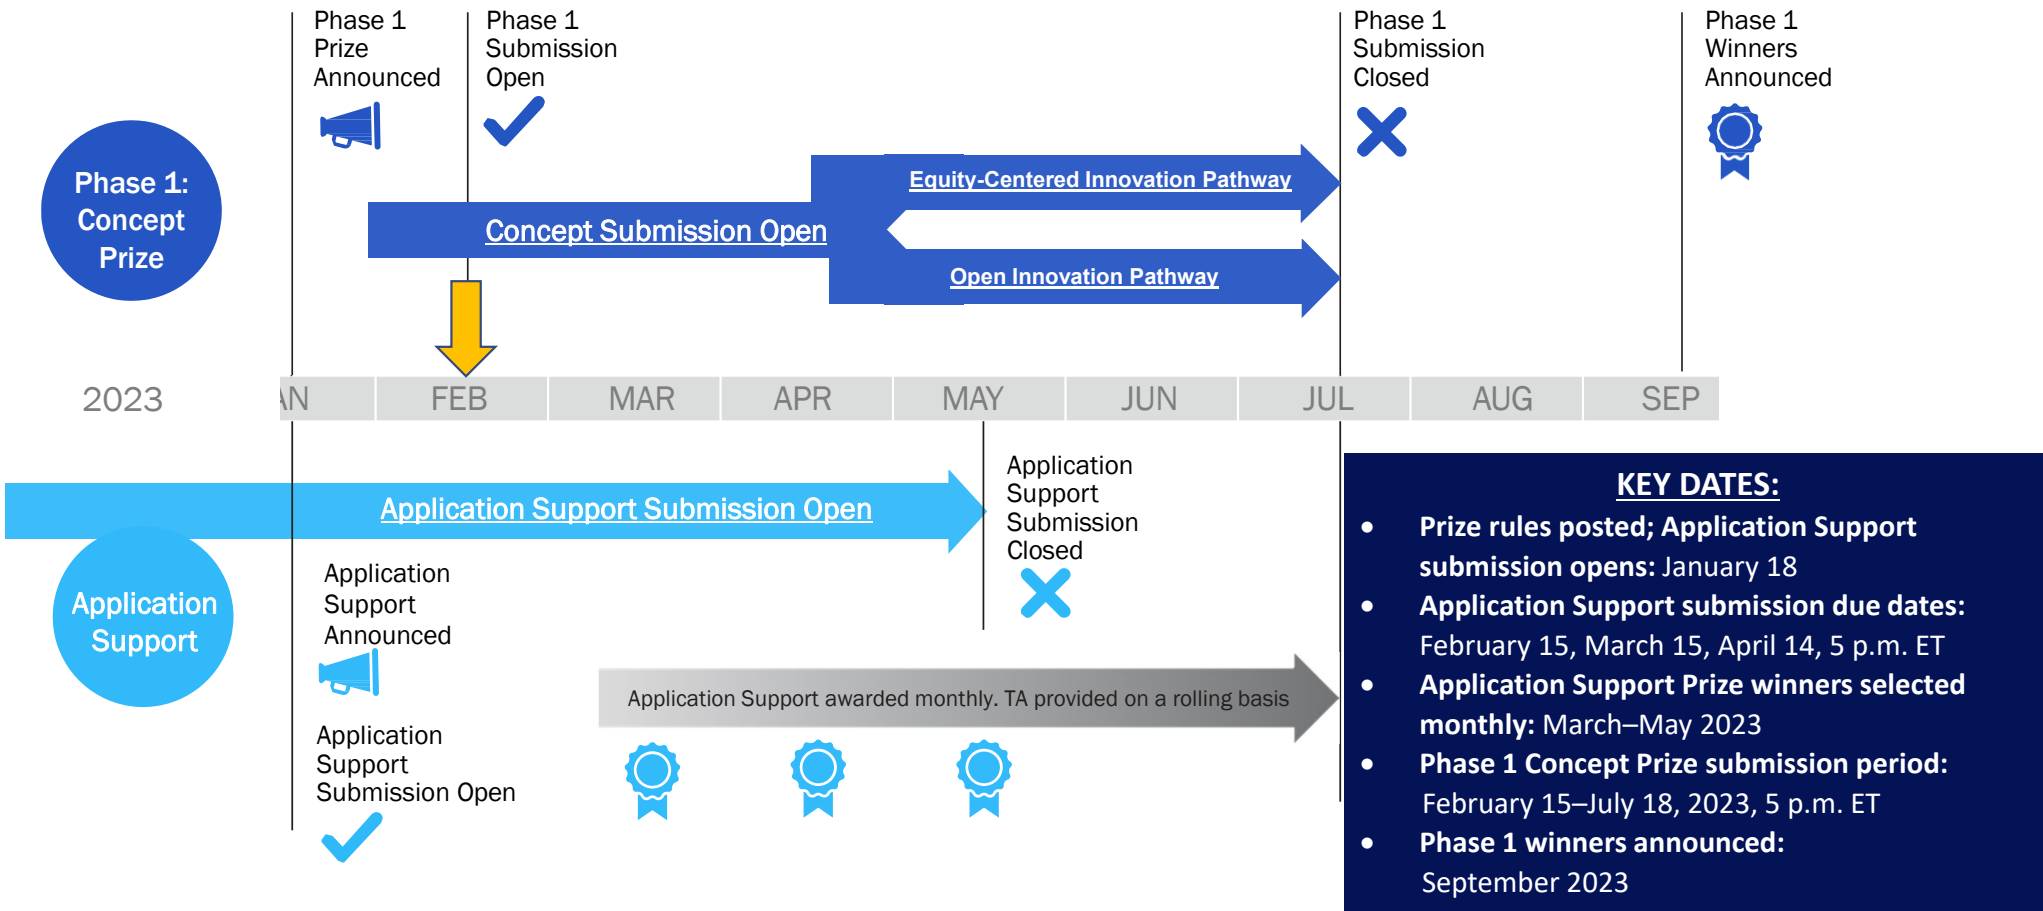 Phase 1
Prize
Announced
Phase 1
Submission
Open
Phase 1
Submission
Closed
Phase 1
Winners
Announced
Phase 1:
Concept
Prize
Equity-Centered Innovation Pathway
Concept Submission Open
Open Innovation Pathway
2023
AN
FEB
MAR
APR
MAY
JUN
JUL
AUG
SEP
Application Support Submission Open
Application
Support
Submission
Closed
Application
Support
Application
Support
Announced
Application Support awarded monthly. TA provided on a rolling basis
Application
Support
Submission Open
KEY DATES:
• Prize rules posted; Application Support
submission opens: January 18
• Application Support submission due dates:
February 15, March 15, April 14, 5 p.m. ET
• Application Support Prize winners selected
monthly: March–May 2023
• Phase 1 Concept Prize submission period:
February 15–July 18, 2023, 5 p.m. ET
• Phase 1 winners announced:
September 2023